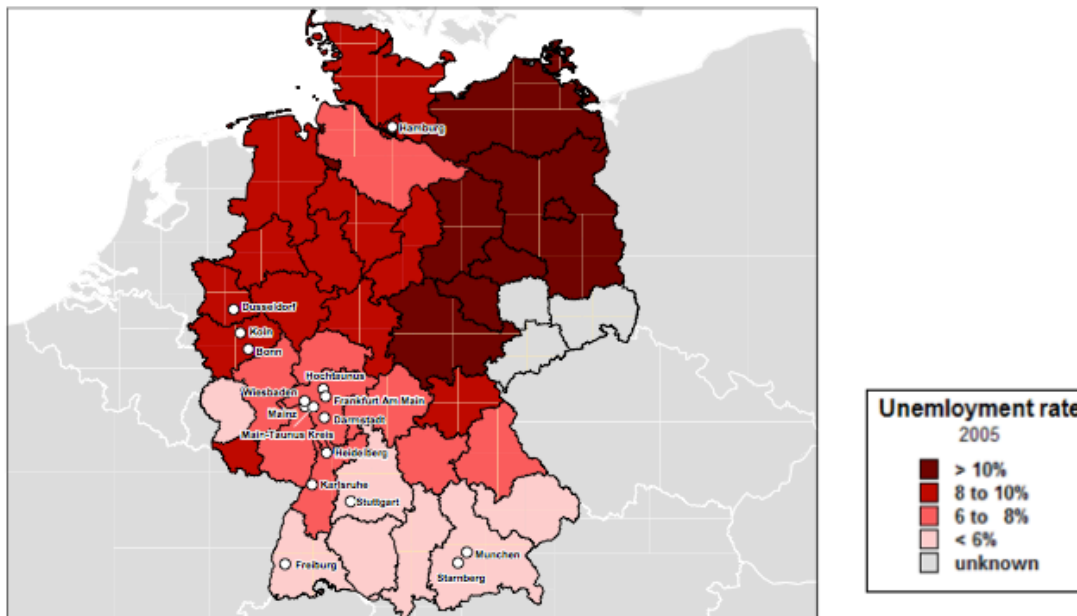 Hamburg
Dusseldorf
Koln
Bonn
Hochtaunus
Wiesbaden
Frankfurt Am Main
Mainz
Darmstadt
Main-Taunus Kreis
Heidelberg
Karlsruhe
Stuttgart
Munchen
Freiburg
Starnberg
Unemloyment rate
2005
> 10%
8 to 10%
6 to 8%
< 6%
unknown